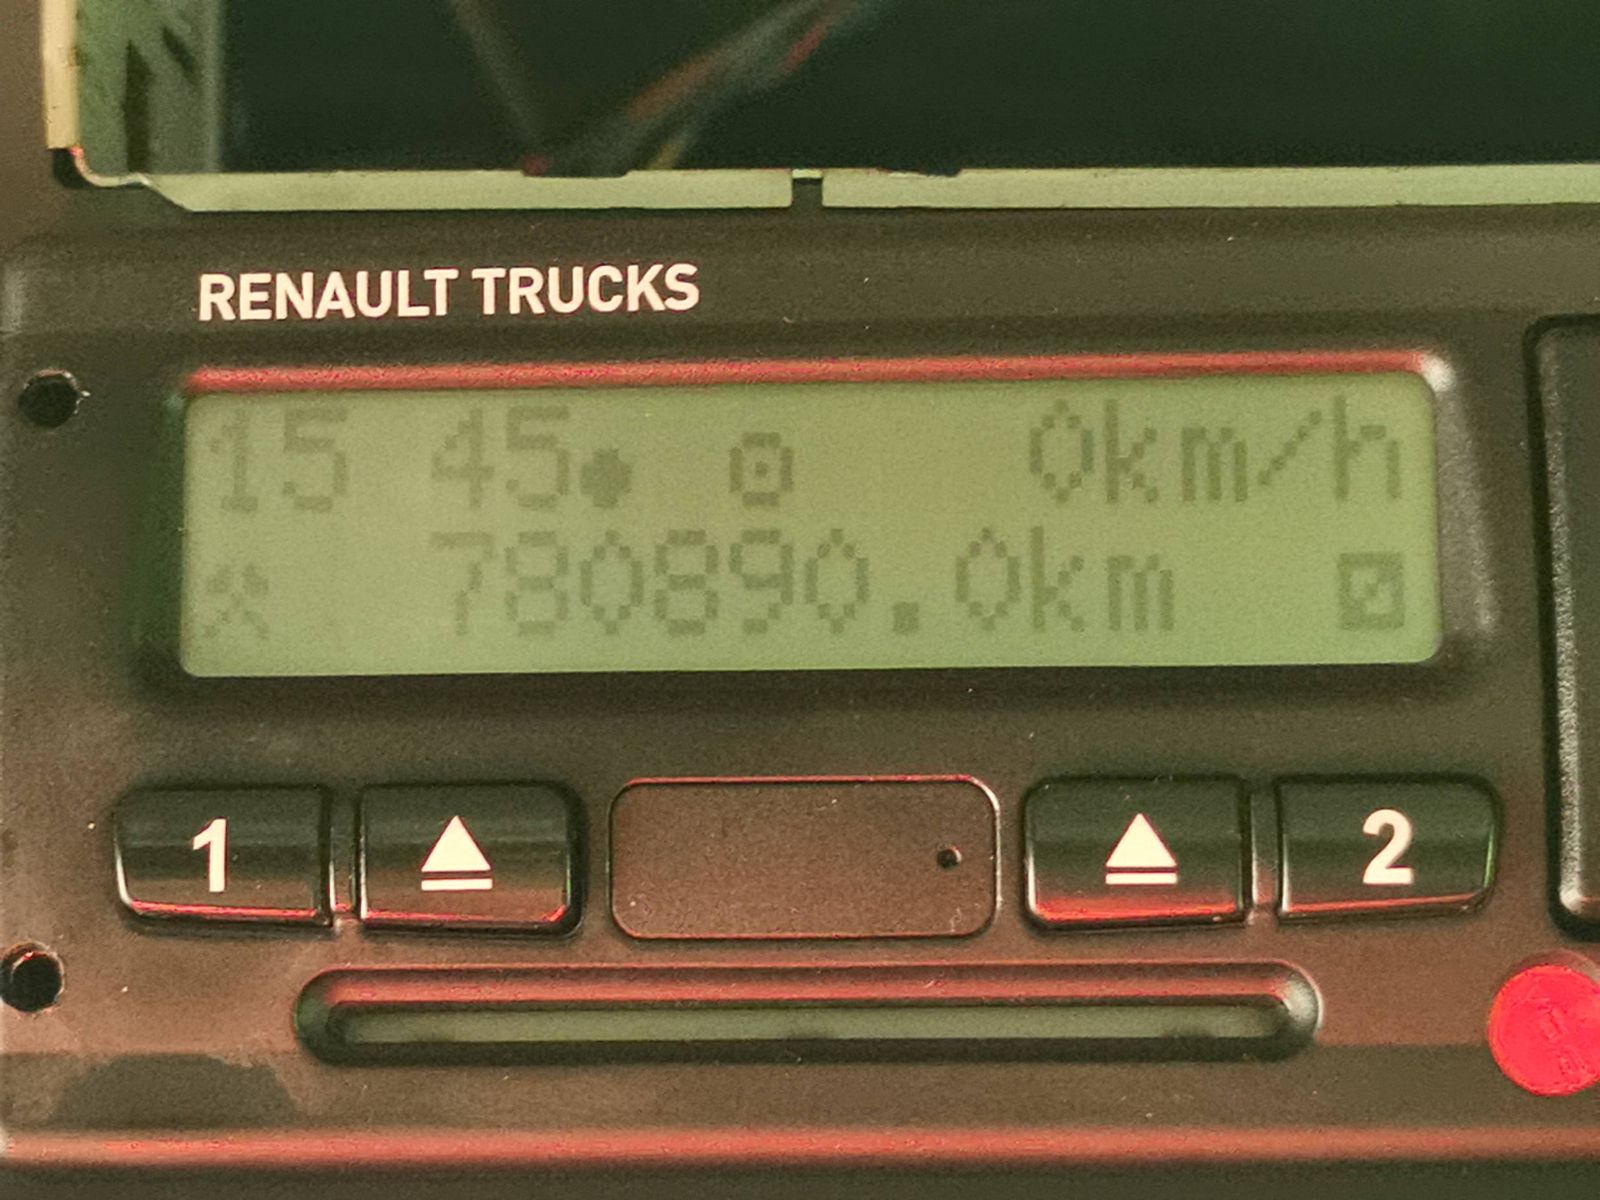 RENAULT TRUCKS
15 45 0km/h
780890.0km
1 2